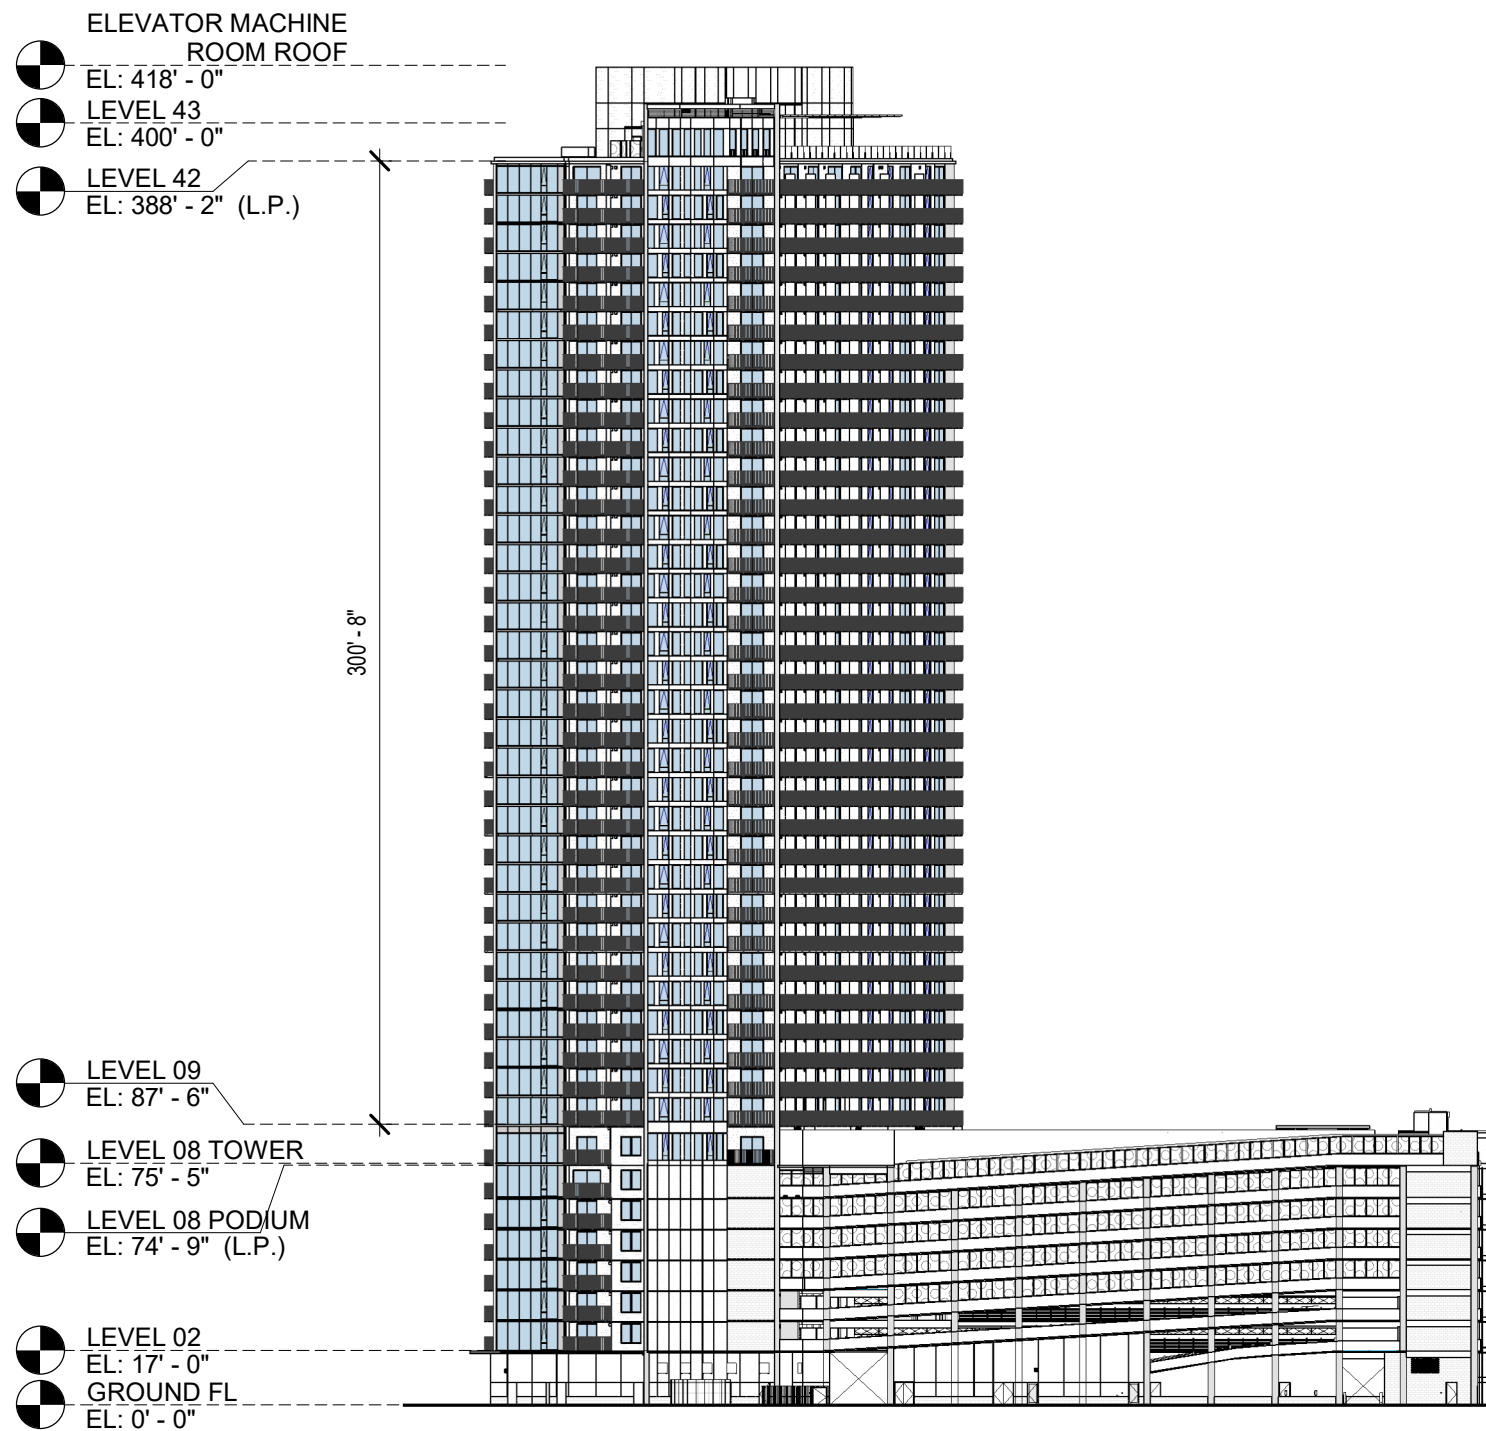 ELEVATOR MACHINE
ROOM ROOF
EL: 418' - 0"
LEVEL 43
EL: 400' - 0"
LEVEL 42
EL: 388' - 2" (L.P.)
300' - 8"
LEVEL 09
EL: 87' - 6"
LEVEL 08 TOWER
EL: 75' - 5"
LEVEL 08 PODIUM
EL: 74' - 9" (L.P.)
LEVEL 02
EL: 17' - 0"
GROUND FL
EL: 0' - 0"